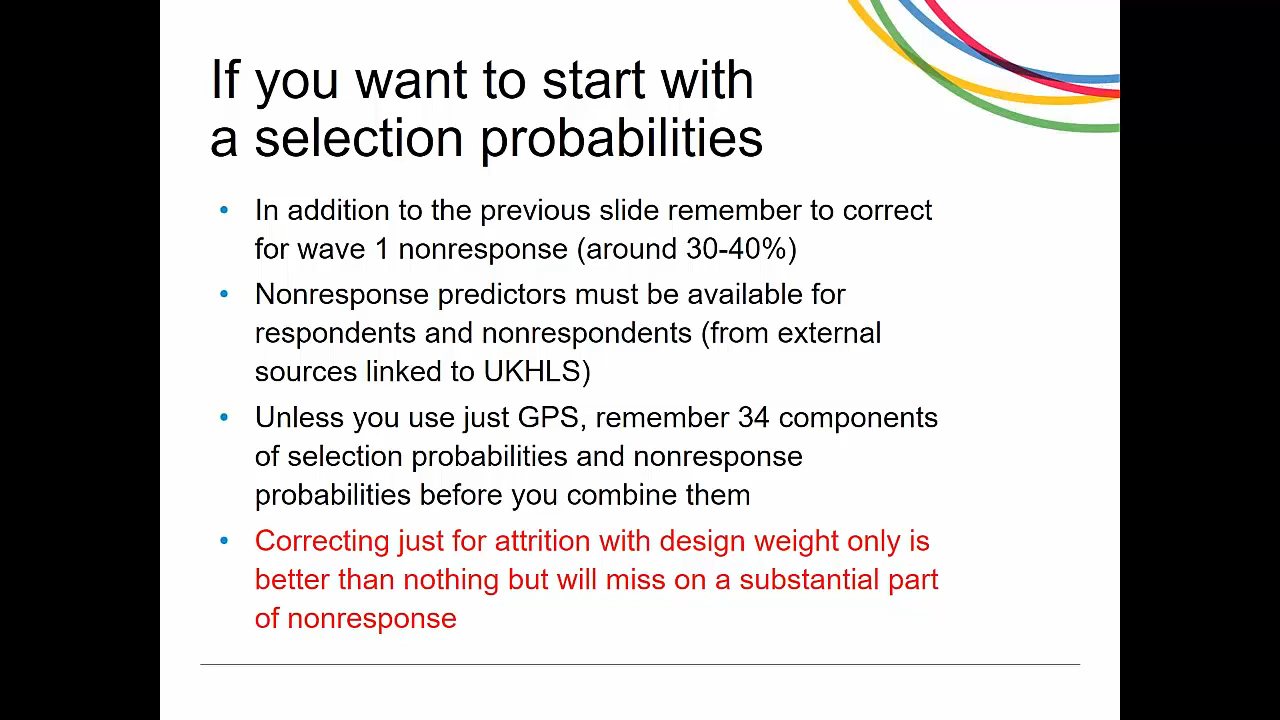 If you want to start with
a selection probabilities
• In addition to the previous slide remember to correct
for wave 1 nonresponse (around 30-40%)
• Nonresponse predictors must be available for
respondents and nonrespondents (from external
sources linked to UKHLS)
• Unless you use just GPS, remember 34 components
of selection probabilities and nonresponse
probabilities before you combine them
• Correcting just for attrition with design weight only is
better than nothing but will miss on a substantial part
of nonresponse